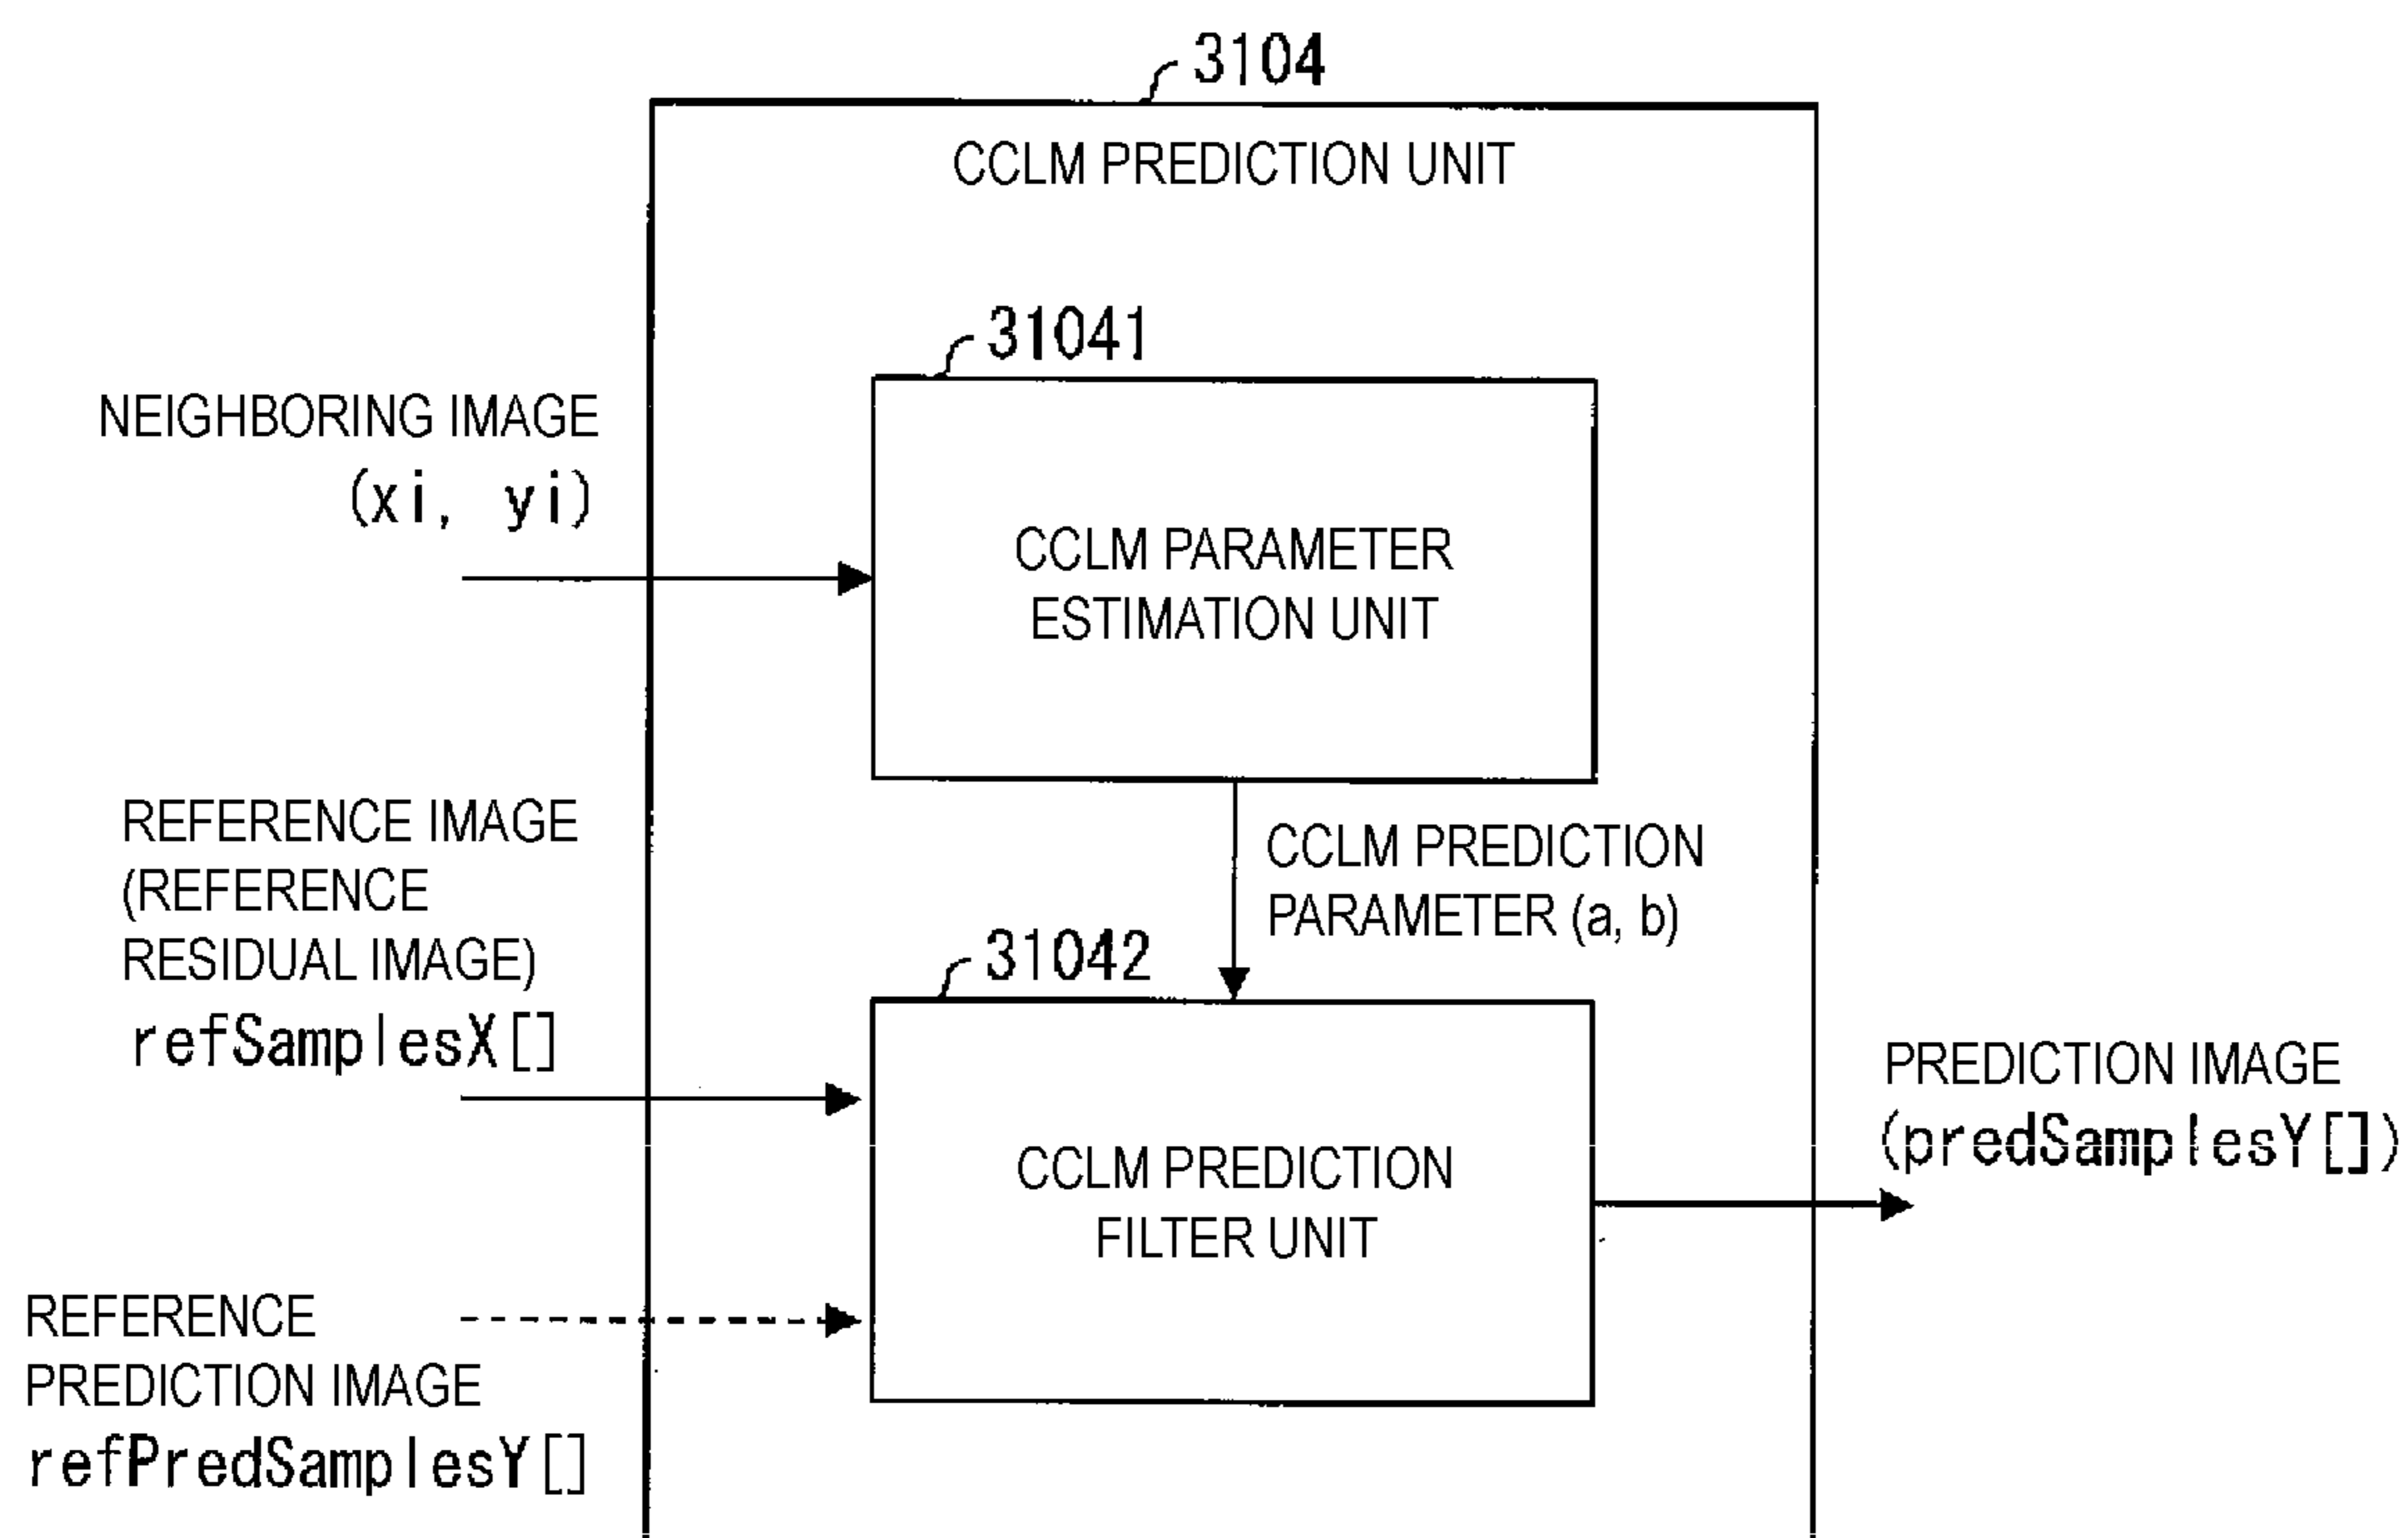 3104
CCLM PREDICTION UNIT
31041
NEIGHBORING IMAGE
(xi, yi)
CCLM PARAMETER
ESTIMATION UNIT
REFERENCE IMAGE
(REFERENCE
RESIDUAL IMAGE)
refSamplesX[]
CCLM PREDICTION
PARAMETER (a, b)
31042
CCLM PREDICTION
FILTER UNIT
PREDICTION IMAGE
(predSamplesY[])
REFERENCE
PREDICTION IMAGE
refPredSamplesY[]